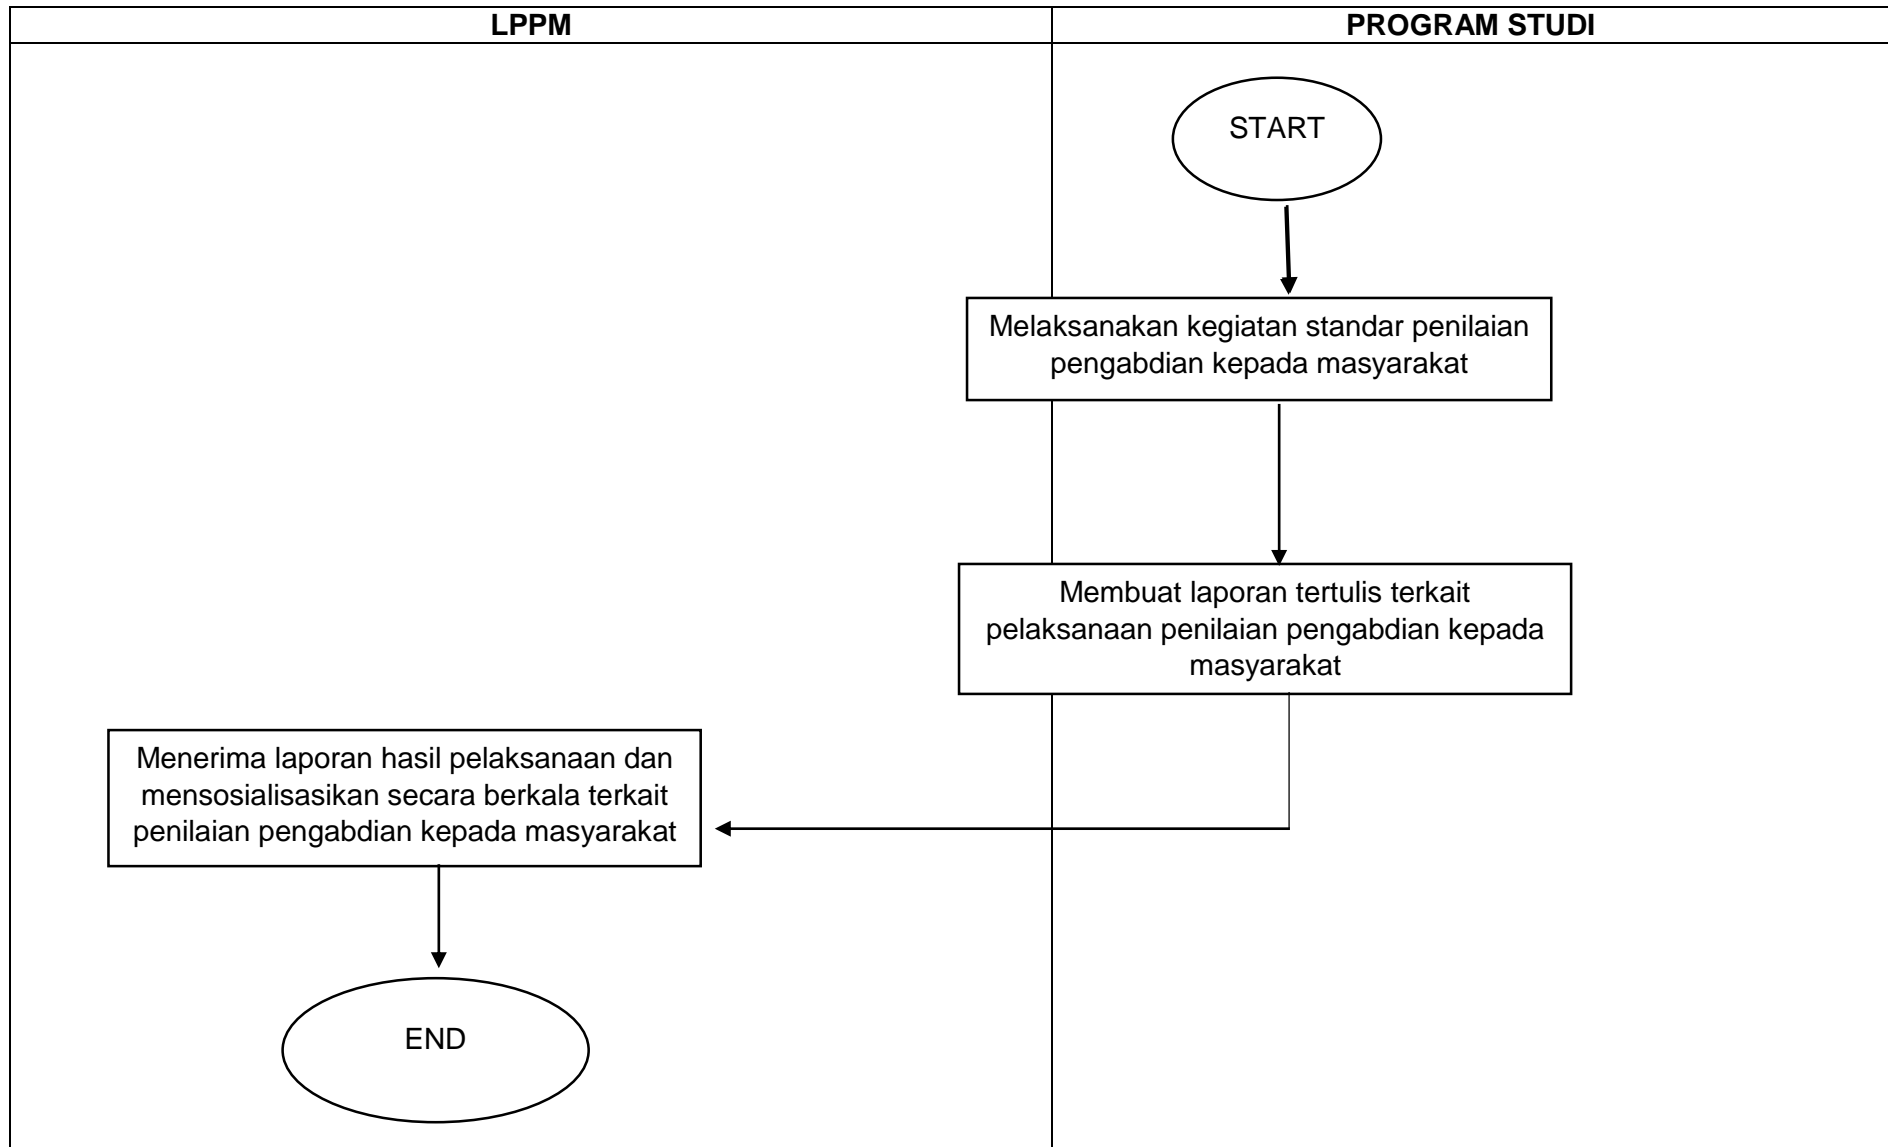 LPPM
PROGRAM STUDI
START
Melaksanakan kegiatan standar penilaian
pengabdian kepada masyarakat
Membuat laporan tertulis terkait
pelaksanaan penilaian pengabdian kepada
masyarakat
Menerima laporan hasil pelaksanaan dan
mensosialisasikan secara berkala terkait
penilaian pengabdian kepada masyarakat
END